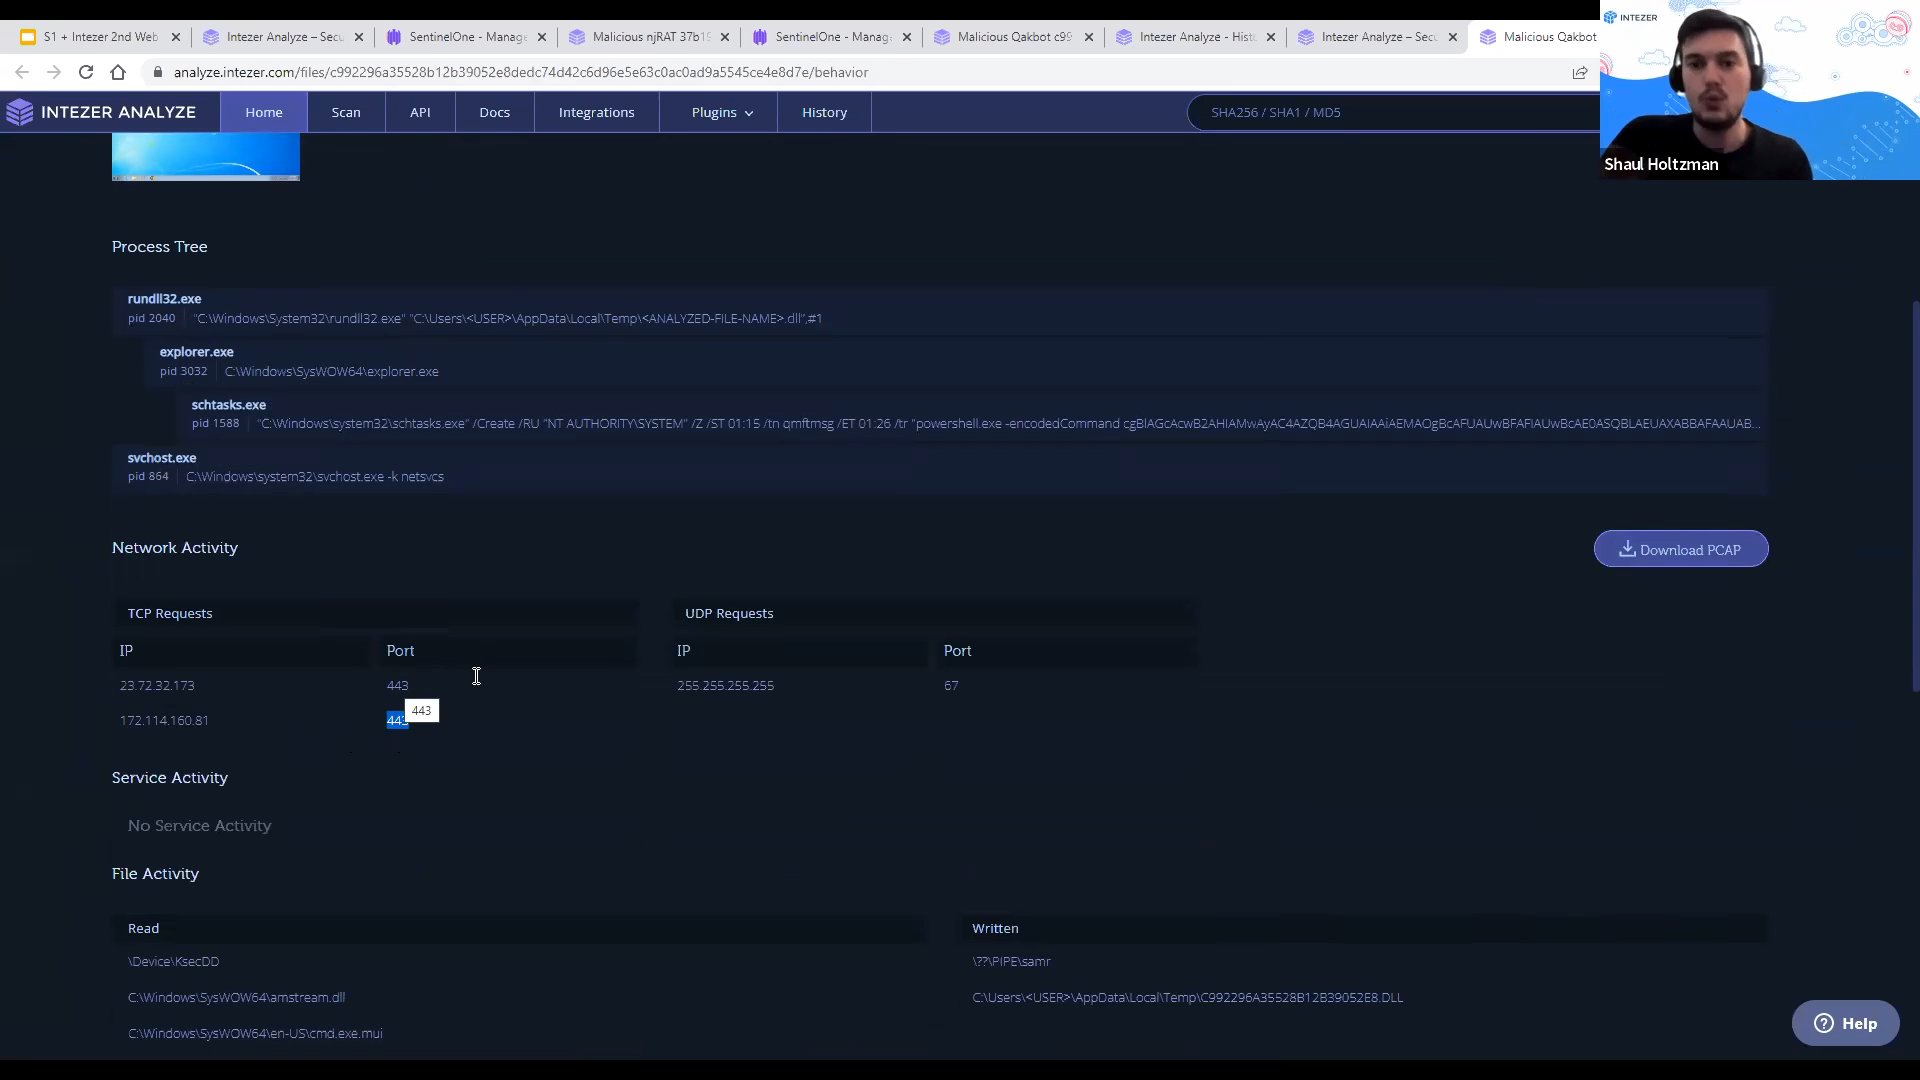 S1 + Intezer 2nd Web
Intezer Analyze – Secu
SentinelOne - Manage
Malicious njRAT 37b1
SentinelOne - Manag
Malicious Qakbot c99
Intezer Analyze - Hist
Intezer Analyze – Secu
Malicious Qakbot
analyze.intezer.com/files/c992296a35528b12b39052e8dedc74d42c6d96e5e63c0ac0ad9a5545ce4e8d7e/behavior
INTEZER
INTEZER ANALYZE
Home
Scan
API
Docs
Integrations
Plugins
History
SHA256 / SHA1 / MD5
Shaul Holtzman
Process Tree
rundll32.exe
pid 2040 "C:\Windows\System32\rundll32.exe" "C:\Users\<USER>\AppData\Local\Temp\<ANALYZED-FILE-NAME>.dll",#1
explorer.exe
pid 3032 C:\Windows\SysWOW64\explorer.exe
schtasks.exe
pid 1588 "C:\Windows\system32\schtasks.exe" /Create /RU "NT AUTHORITY\SYSTEM" /Z /ST 01:15 /tn qmftmsg /ET 01:26 /tr "powershell.exe -encodedCommand
svchost.exe
pid 864 C:\Windows\system32\svchost.exe -k netsvcs
Network Activity
Download PCAP
TCP Requests
UDP Requests
IP Port IP Port
23.72.32.173 443 255.255.255.255 67
172.114.160.81 443
443
Service Activity
No Service Activity
File Activity
Read
Written
\Device\KsecDD
\??\PIPE\samr
C:\Windows\SysWOW64\amstream.dll
C:\Users\<USER>\AppData\Local\Temp\C992296A35528B12B39052E8.DLL
C:\Windows\SysWOW64\en-US\cmd.exe.mui
Help